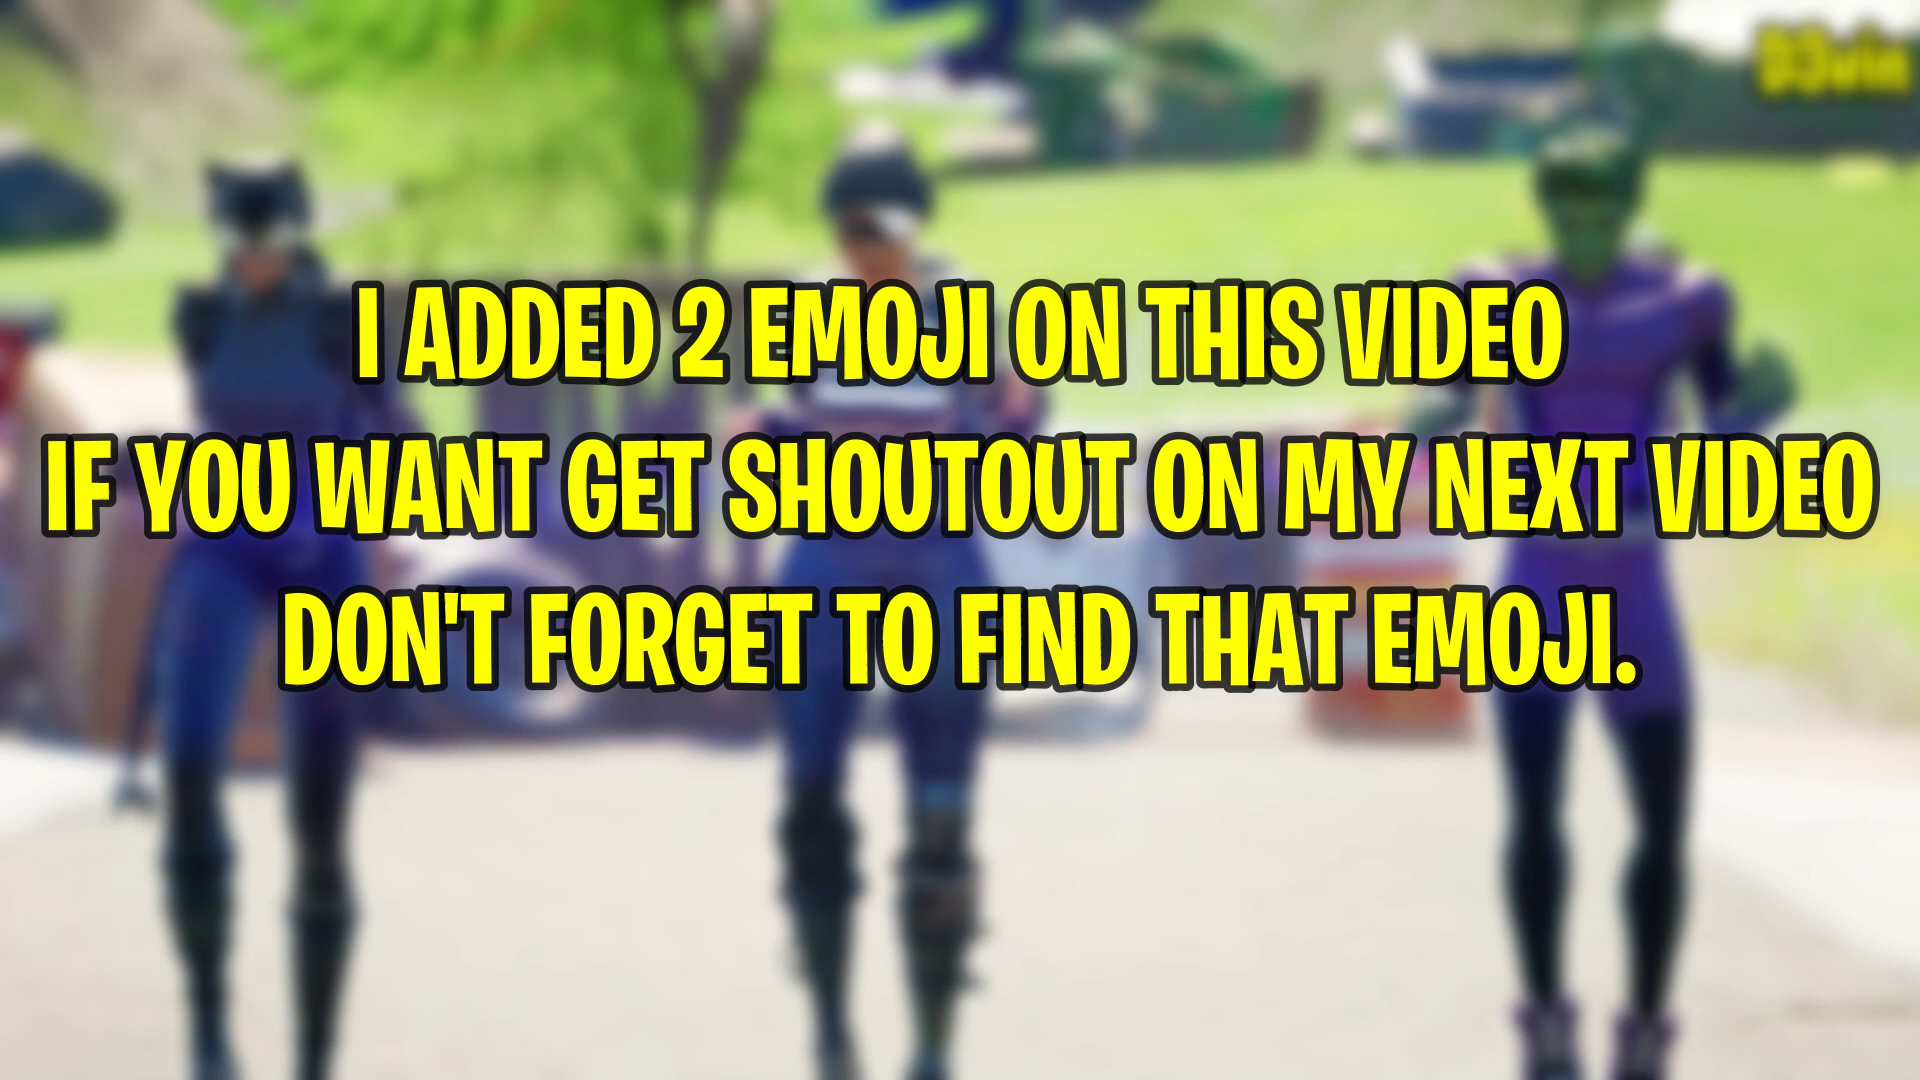 D3vin
I ADDED 2 EMOJI ON THIS VIDEO
IF YOU WANT GET SHOUTOUT ON MY NEXT VIDEO
DON'T FORGET TO FIND THAT EMOJI.